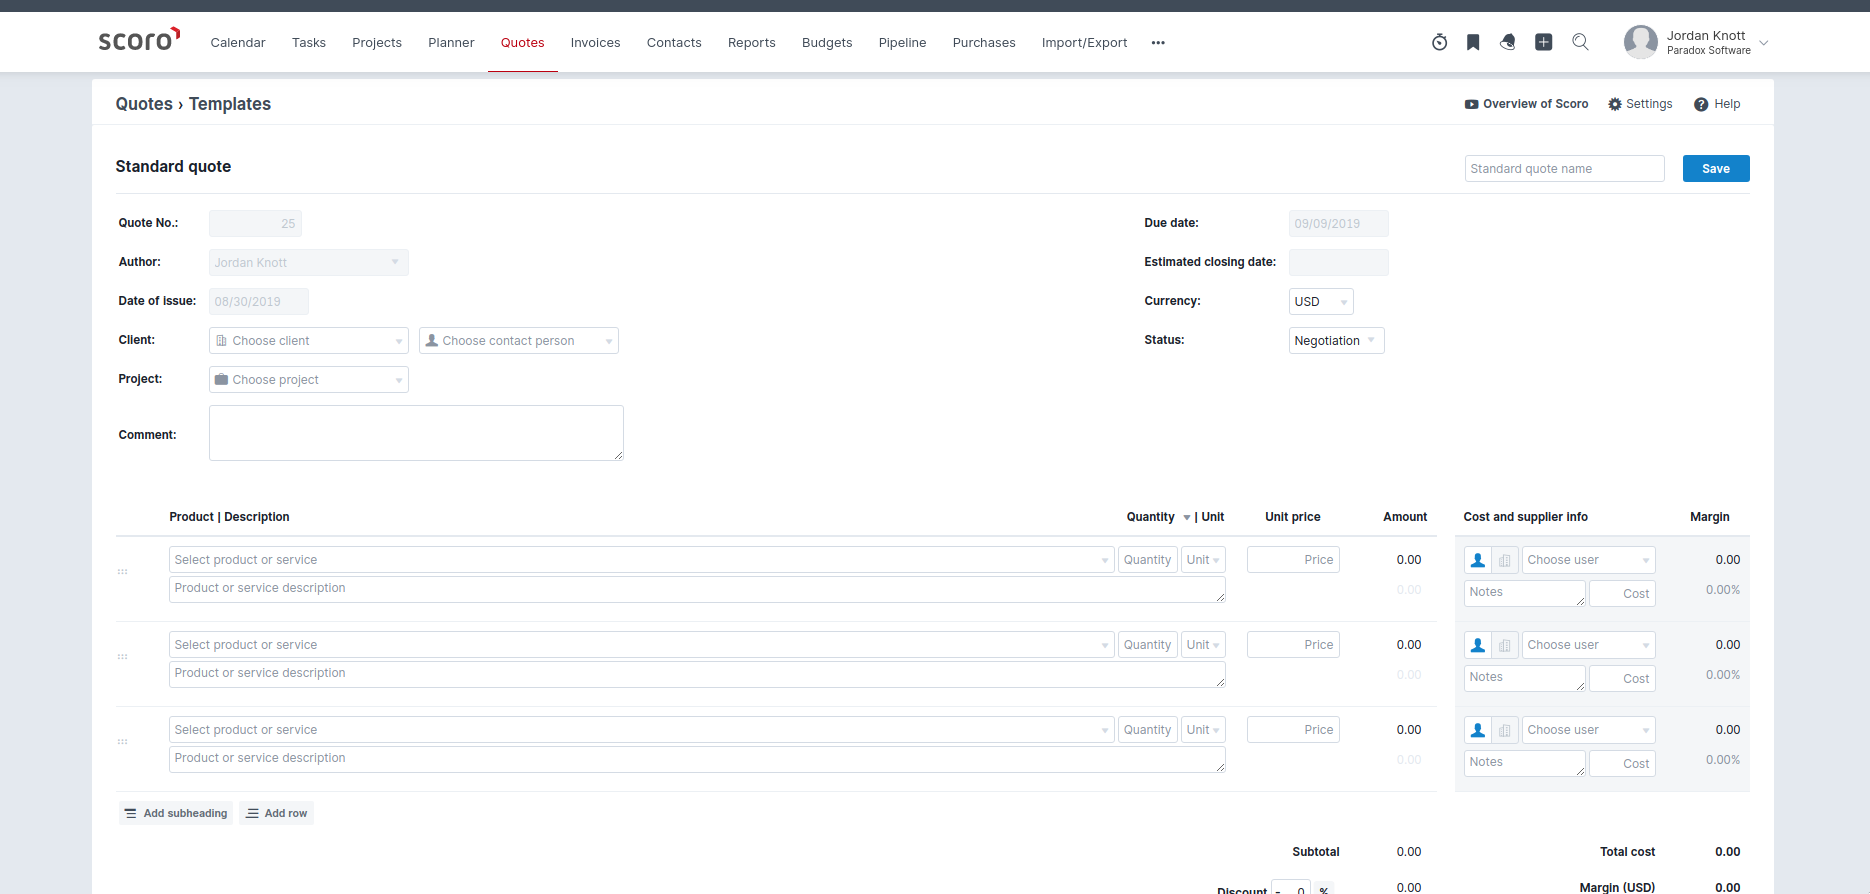 scoro Calendar Tasks Projects Planner Quotes Invoices Contacts Reports Budgets Pipeline Purchases Import/Export ••• Jordan Knott
Paradox Software
Quotes › Templates Overview of Scoro Settings Help
Standard quote Standard quote name Save
Quote No.: 25 Due date: 09/09/2019
Author: Jordan Knott Estimated closing date:
Date of issue: 08/30/2019 Currency: USD
Client: Choose client Choose contact person Status: Negotiation
Project: Choose project
Comment:
Product | Description Quantity | Unit Unit price Amount Cost and supplier info Margin
Select product or service Quantity Unit Price 0.00 Choose user 0.00
Product or service description 0.00 Notes Cost 0.00%
Select product or service Quantity Unit Price 0.00 Choose user 0.00
Product or service description 0.00 Notes Cost 0.00%
Select product or service Quantity Unit Price 0.00 Choose user 0.00
Product or service description 0.00 Notes Cost 0.00%
Add subheading Add row
Subtotal 0.00 Total cost 0.00
Discount - 0 % 0.00 Margin (USD) 0.00